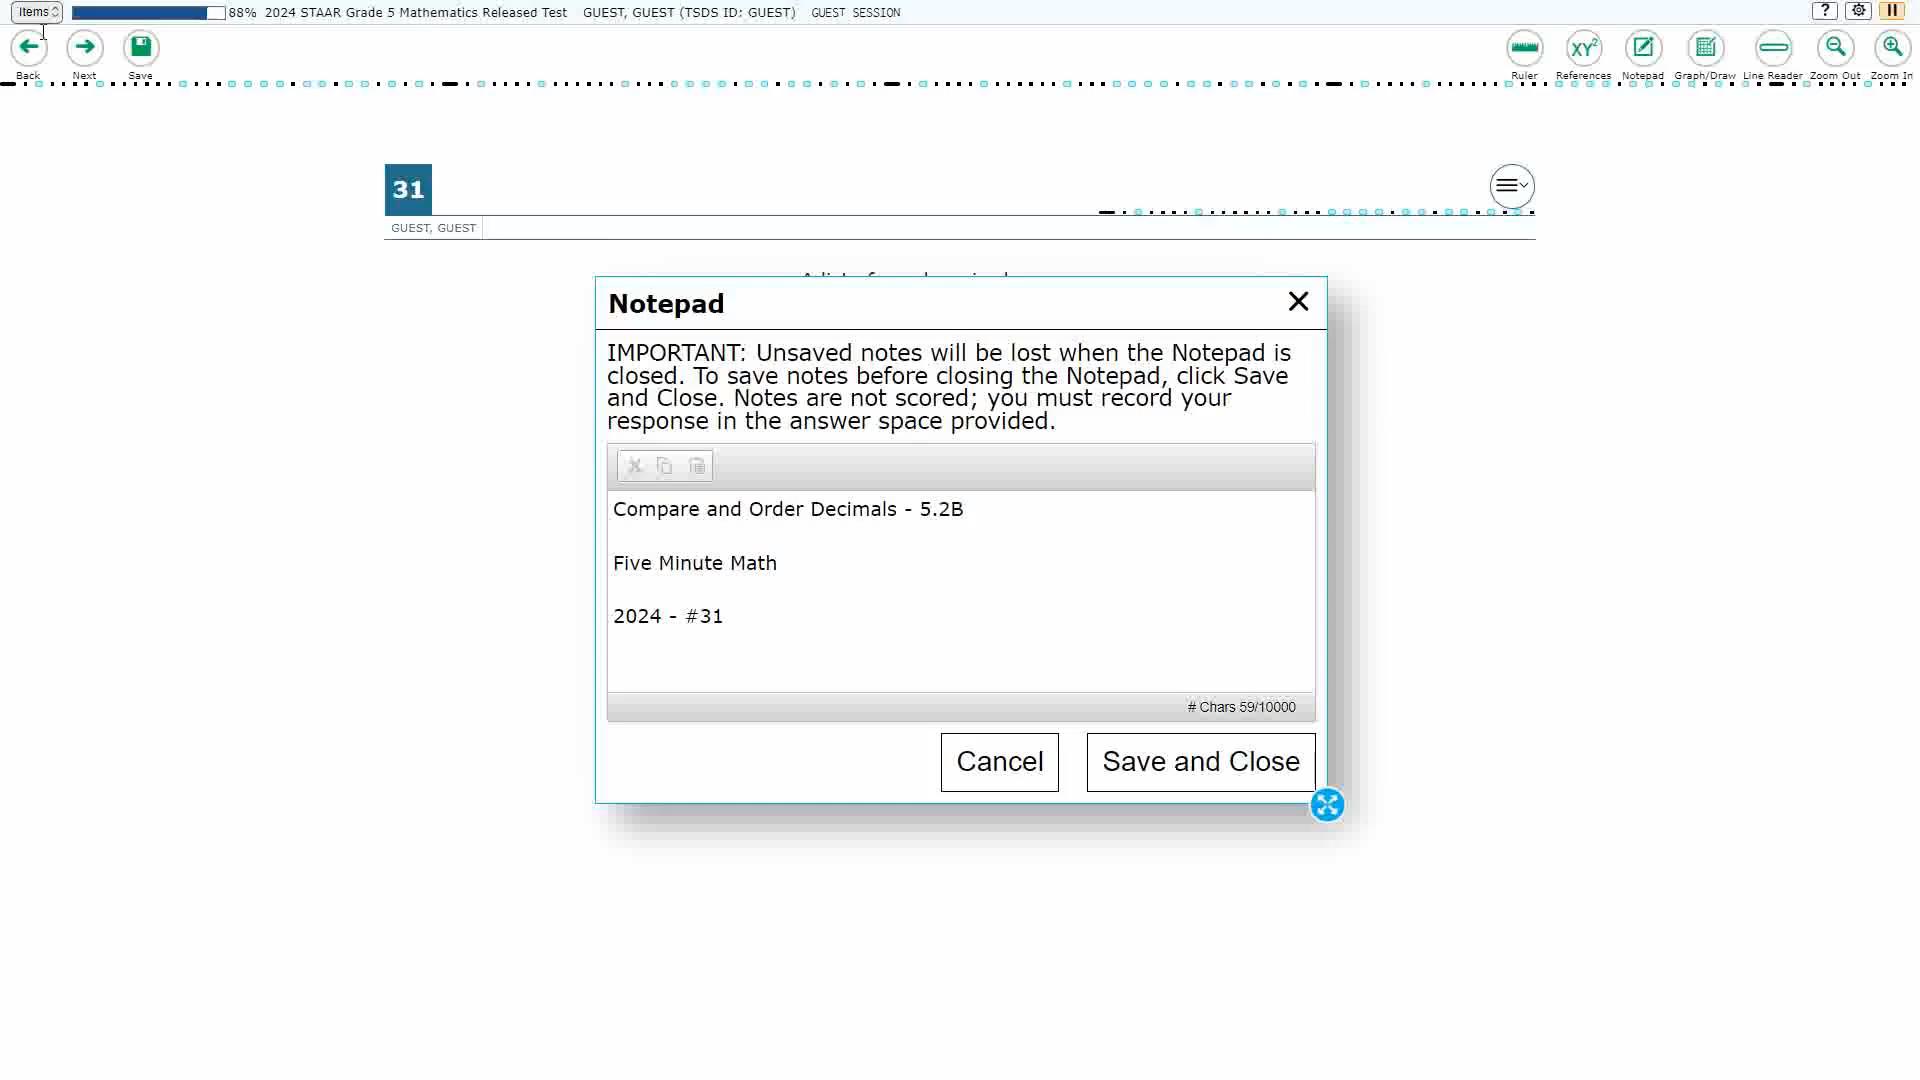 Items 88% 2024 STAAR Grade 5 Mathematics Released Test GUEST, GUEST (TSDS ID: GUEST) GUEST SESSION ?
Back Next Save Ruler References Notepad Graph/Draw Line Reader Zoom Out Zoom In
XY²
31
GUEST, GUEST
Notepad
IMPORTANT: Unsaved notes will be lost when the Notepad is
closed. To save notes before closing the Notepad, click Save
and Close. Notes are not scored; you must record your
response in the answer space provided.
Compare and Order Decimals - 5.2B
Five Minute Math
2024 - #31
# Chars 59/10000
Cancel Save and Close